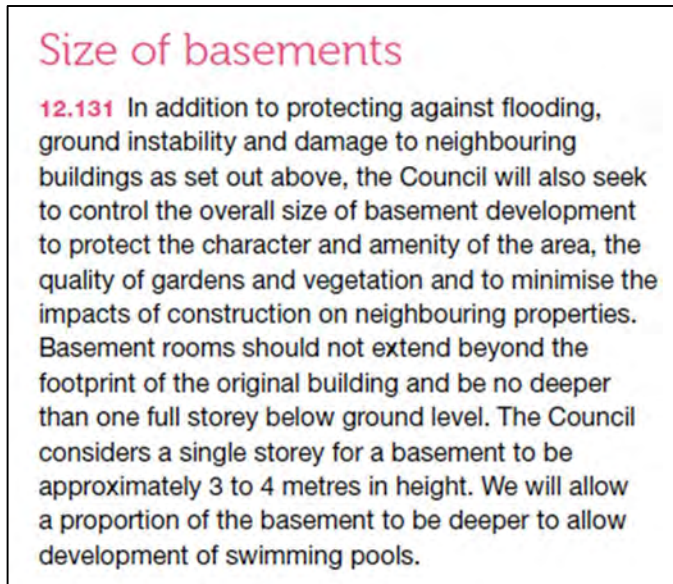 Size of basements
12.131 In addition to protecting against flooding,
ground instability and damage to neighbouring
buildings as set out above, the Council will also seek
to control the overall size of basement development
to protect the character and amenity of the area, the
quality of gardens and vegetation and to minimise the
impacts of construction on neighbouring properties.
Basement rooms should not extend beyond the
footprint of the original building and be no deeper
than one full storey below ground level. The Council
considers a single storey for a basement to be
approximately 3 to 4 metres in height. We will allow
a proportion of the basement to be deeper to allow
development of swimming pools.